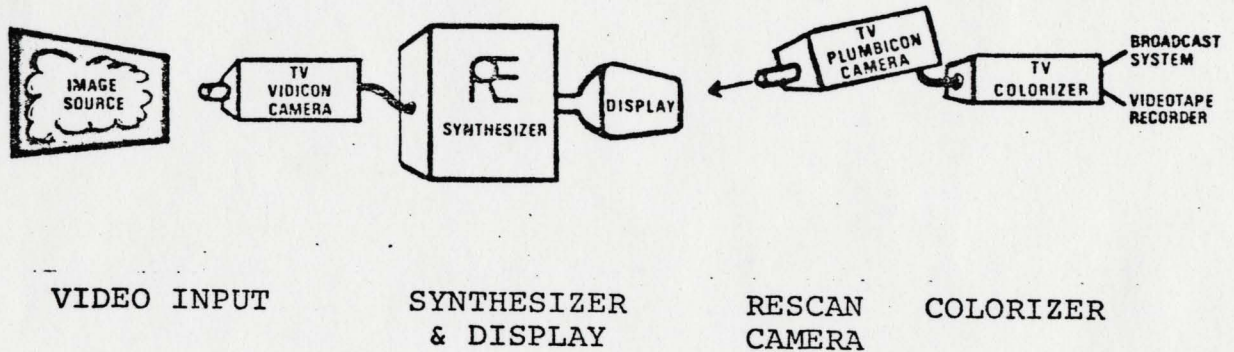 IMAGE
SOURCE
TV
VIDICON
CAMERA
SYNTHESIZER
DISPLAY
TV
PLUMBICON
CAMERA
TV
COLORIZER
BROADCAST
SYSTEM
VIDEOTAPE
RECORDER
VIDEO INPUT
SYNTHESIZER
& DISPLAY
RESCAN
CAMERA
COLORIZER